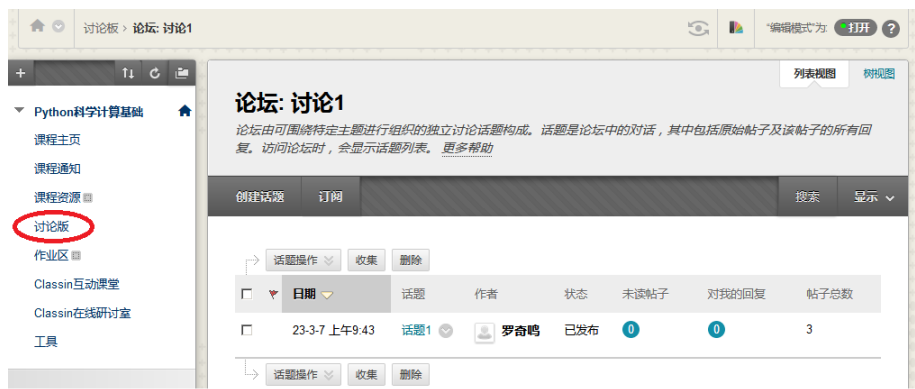 讨论板 > 论坛: 讨论1
"编辑模式"为: 打开 ?
列表视图 树视图
Python科学计算基础
课程主页
课程通知
课程资源
讨论版
作业区
Classin互动课堂
Classin在线研讨室
工具
论坛: 讨论1
论坛由可围绕特定主题进行组织的独立讨论话题构成。话题是论坛中的对话，其中包括原始帖子及该帖子的所有回
复。访问论坛时，会显示话题列表。 更多帮助
创建话题 订阅 搜索 显示
话题操作 收集 删除
日期 话题 作者 状态 未读帖子 对我的回复 帖子总数
23-3-7 上午9:43 话题1 罗奇鸣 已发布 0 0 3
话题操作 收集 删除